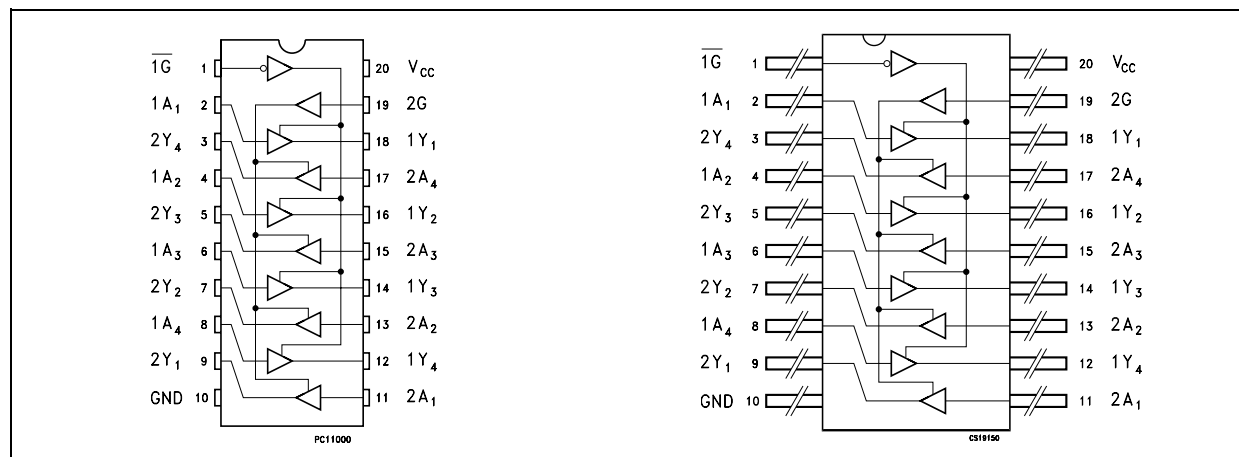 1G 1 20 VCC
1A1 2 19 2G
2Y4 3 18 1Y1
1A2 4 17 2A4
2Y3 5 16 1Y2
1A3 6 15 2A3
2Y2 7 14 1Y3
1A4 8 13 2A2
2Y1 9 12 1Y4
GND 10 11 2A1
PC11000
1G 1 20 VCC
1A1 2 19 2G
2Y4 3 18 1Y1
1A2 4 17 2A4
2Y3 5 16 1Y2
1A3 6 15 2A3
2Y2 7 14 1Y3
1A4 8 13 2A2
2Y1 9 12 1Y4
GND 10 11 2A1
CS19150